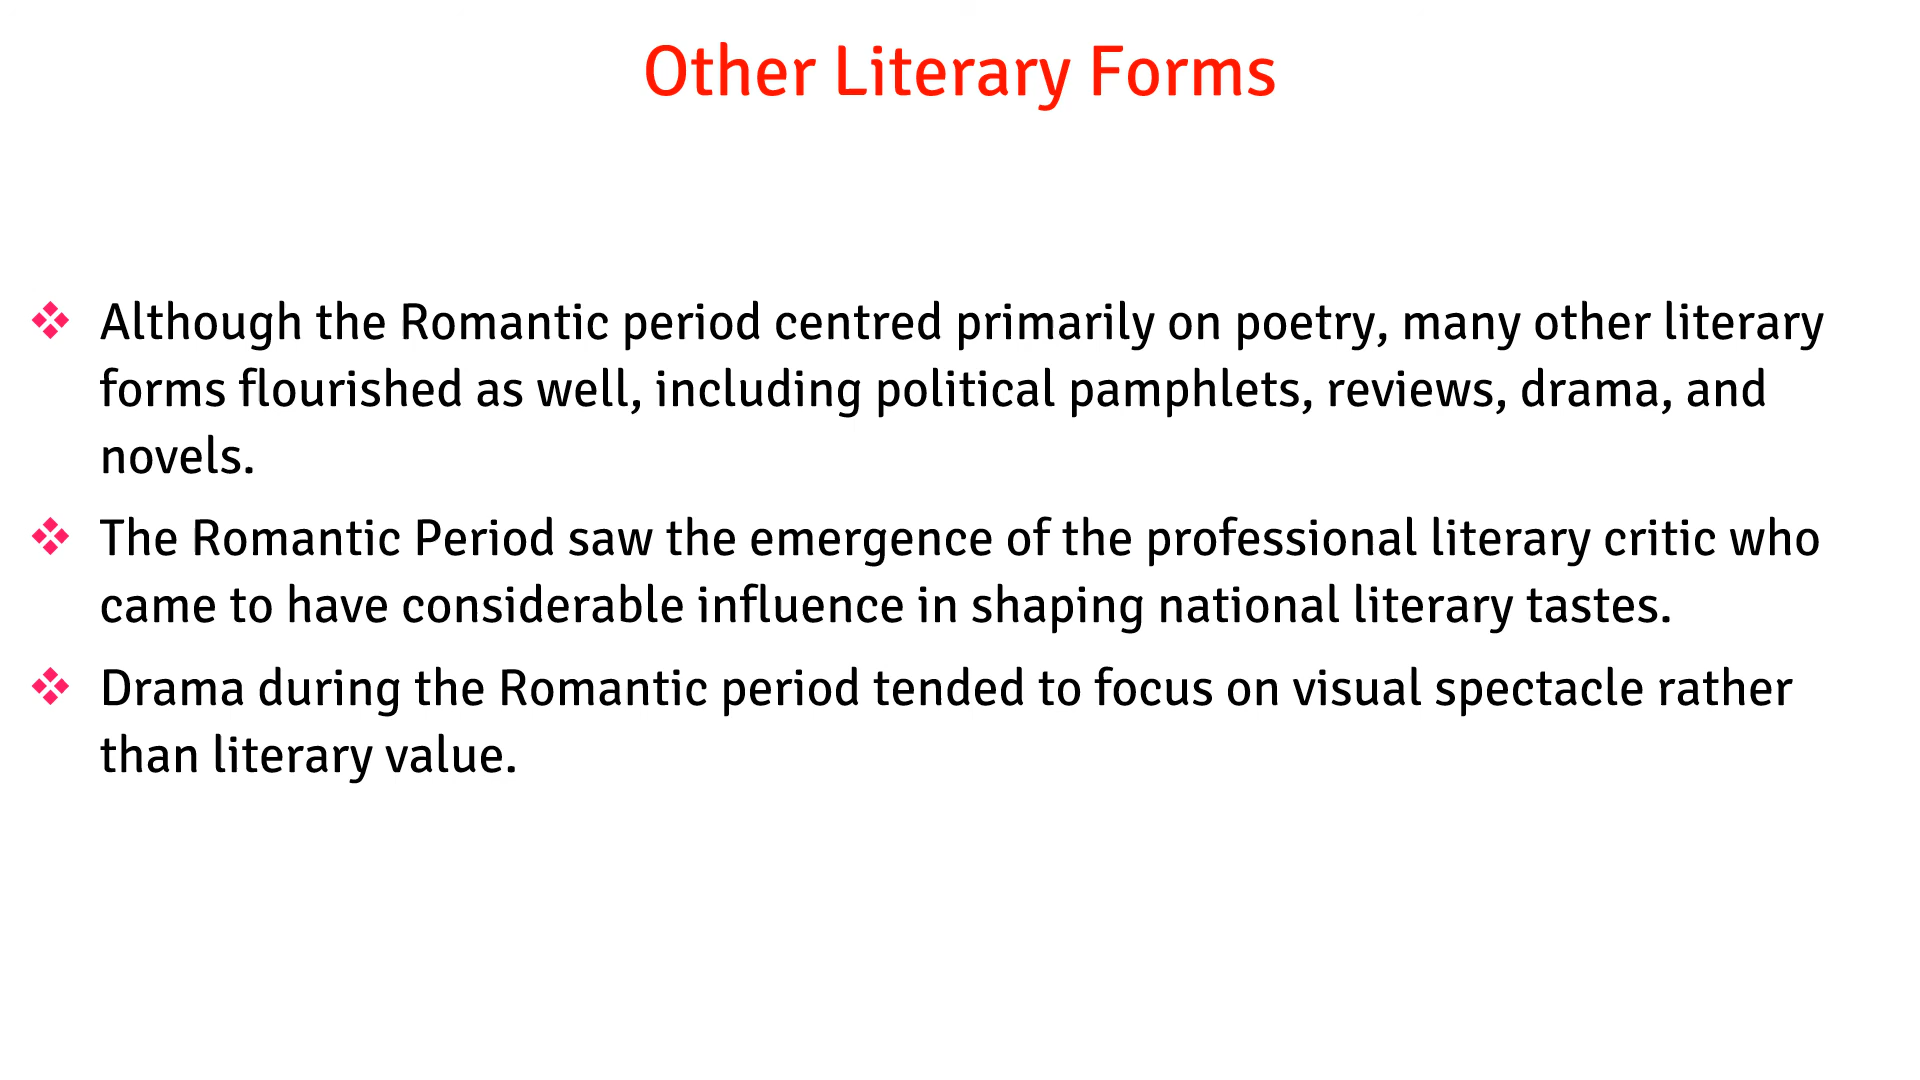 Other Literary Forms
❖ Although the Romantic period centred primarily on poetry, many other literary
forms flourished as well, including political pamphlets, reviews, drama, and
novels.
❖ The Romantic Period saw the emergence of the professional literary critic who
came to have considerable influence in shaping national literary tastes.
❖ Drama during the Romantic period tended to focus on visual spectacle rather
than literary value.